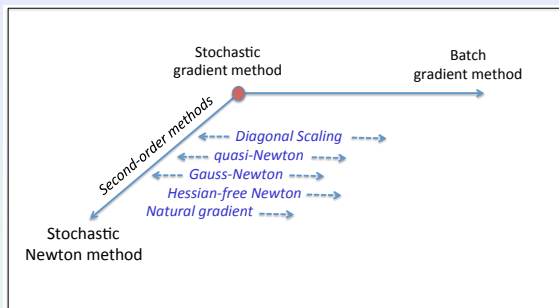 Stochastic
gradient method
Batch
gradient method
Second-order methods
Diagonal Scaling
quasi-Newton
Gauss-Newton
Hessian-free Newton
Natural gradient
Stochastic
Newton method